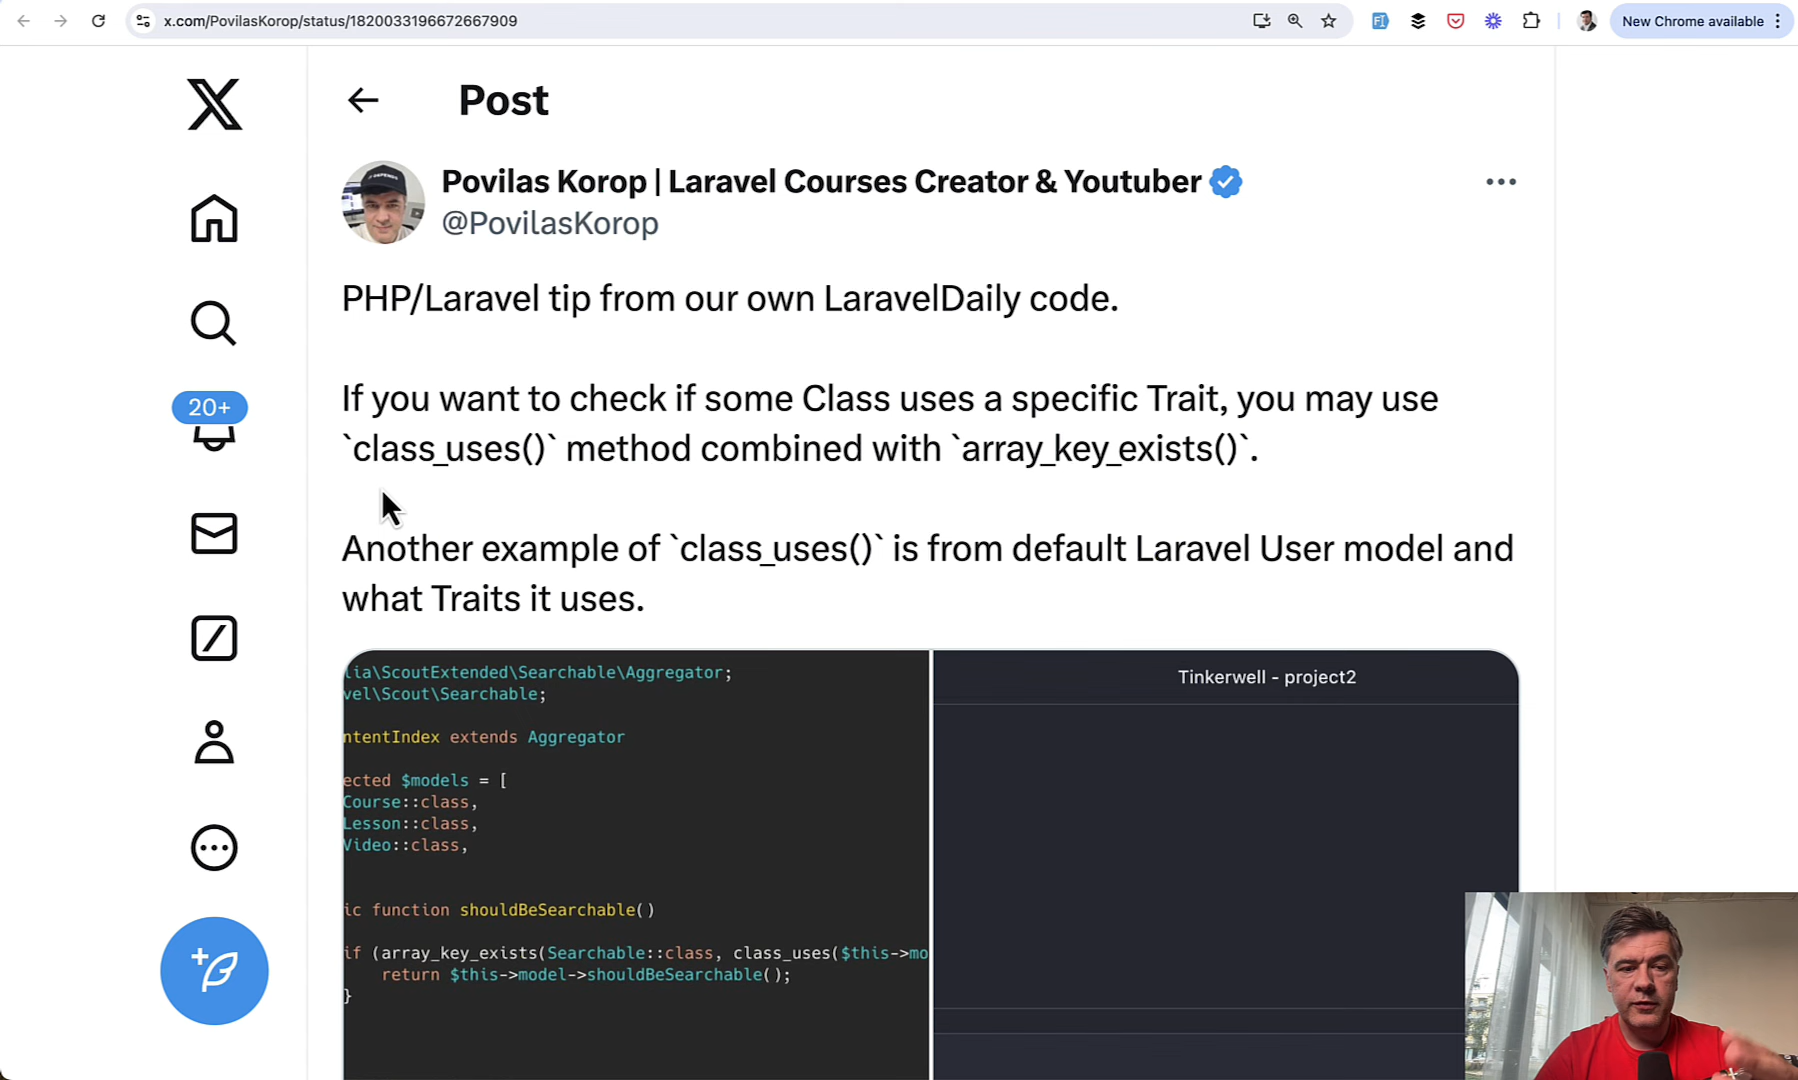 x.com/PovilasKorop/status/1820033196672667909
New Chrome available
Post
Povilas Korop | Laravel Courses Creator & Youtuber
@PovilasKorop
PHP/Laravel tip from our own LaravelDaily code.
If you want to check if some Class uses a specific Trait, you may use
`class_uses()` method combined with `array_key_exists()`.
Another example of `class_uses()` is from default Laravel User model and
what Traits it uses.
20+
lia\ScoutExtended\Searchable\Aggregator;
vel\Scout\Searchable;
ntentIndex extends Aggregator
ected $models = [
Course::class,
Lesson::class,
Video::class,
ic function shouldBeSearchable()
if (array_key_exists(Searchable::class, class_uses($this->mo
return $this->model->shouldBeSearchable();
}
Tinkerwell - project2